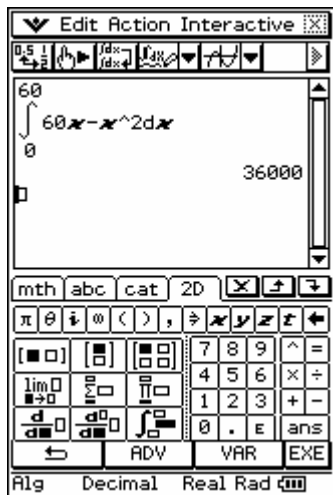 Edit Action Interactive
60
∫ 60x-x^2dx
0
36000
mth abc cat 2D
π θ i ∞ ( ) , ⇒ x y z t ←
7 8 9 ^ =
4 5 6 × ÷
lim
1 2 3 + -
Σ Π
d/d d/d ∫
0 . E ans
ADV VAR EXE
Alg Decimal Real Rad